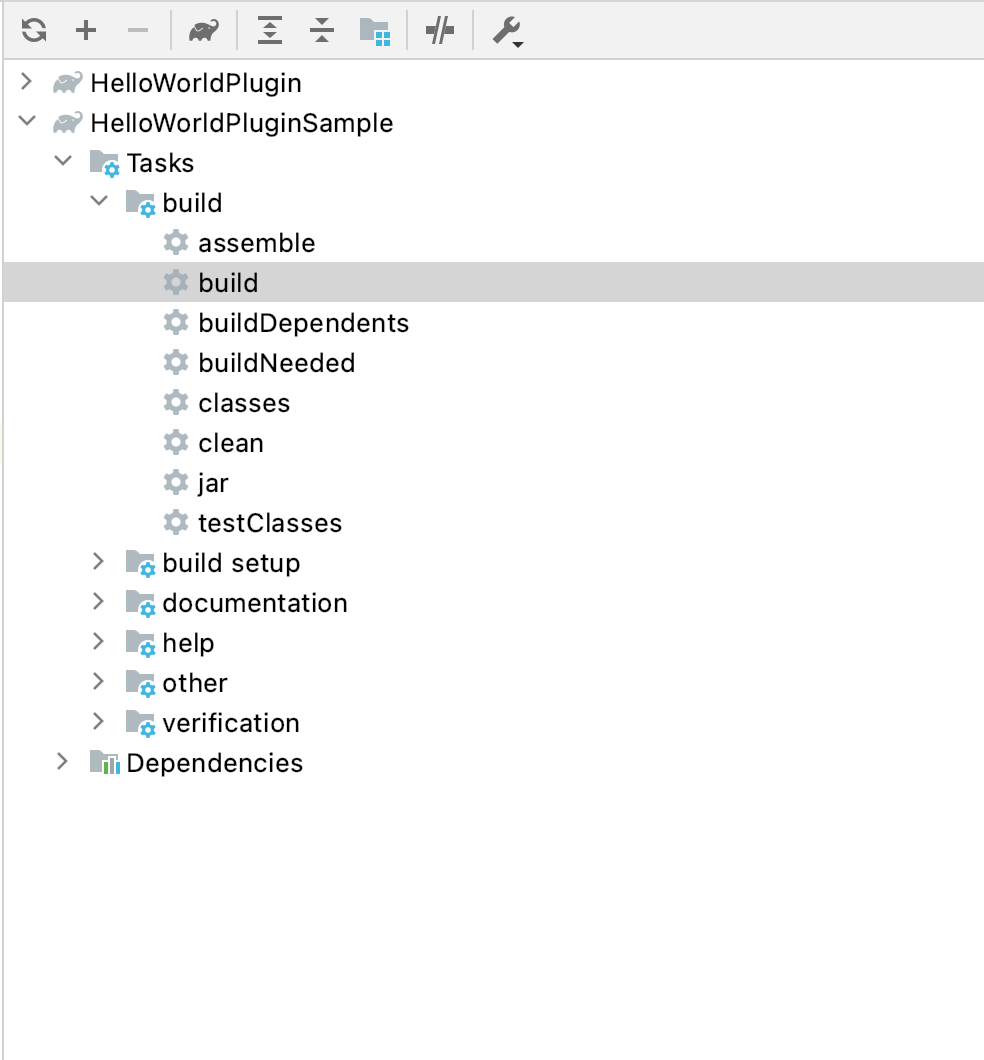 HelloWorldPlugin
HelloWorldPluginSample
Tasks
build
assemble
build
buildDependents
buildNeeded
classes
clean
jar
testClasses
build setup
documentation
help
other
verification
Dependencies